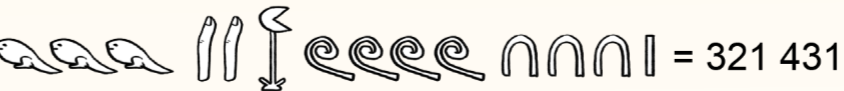 𓆐𓆐𓆐 𓂭𓂭 𓆼 𓍢𓍢𓍢𓍢 𓎆𓎆𓎆 𓏺 = 321 431